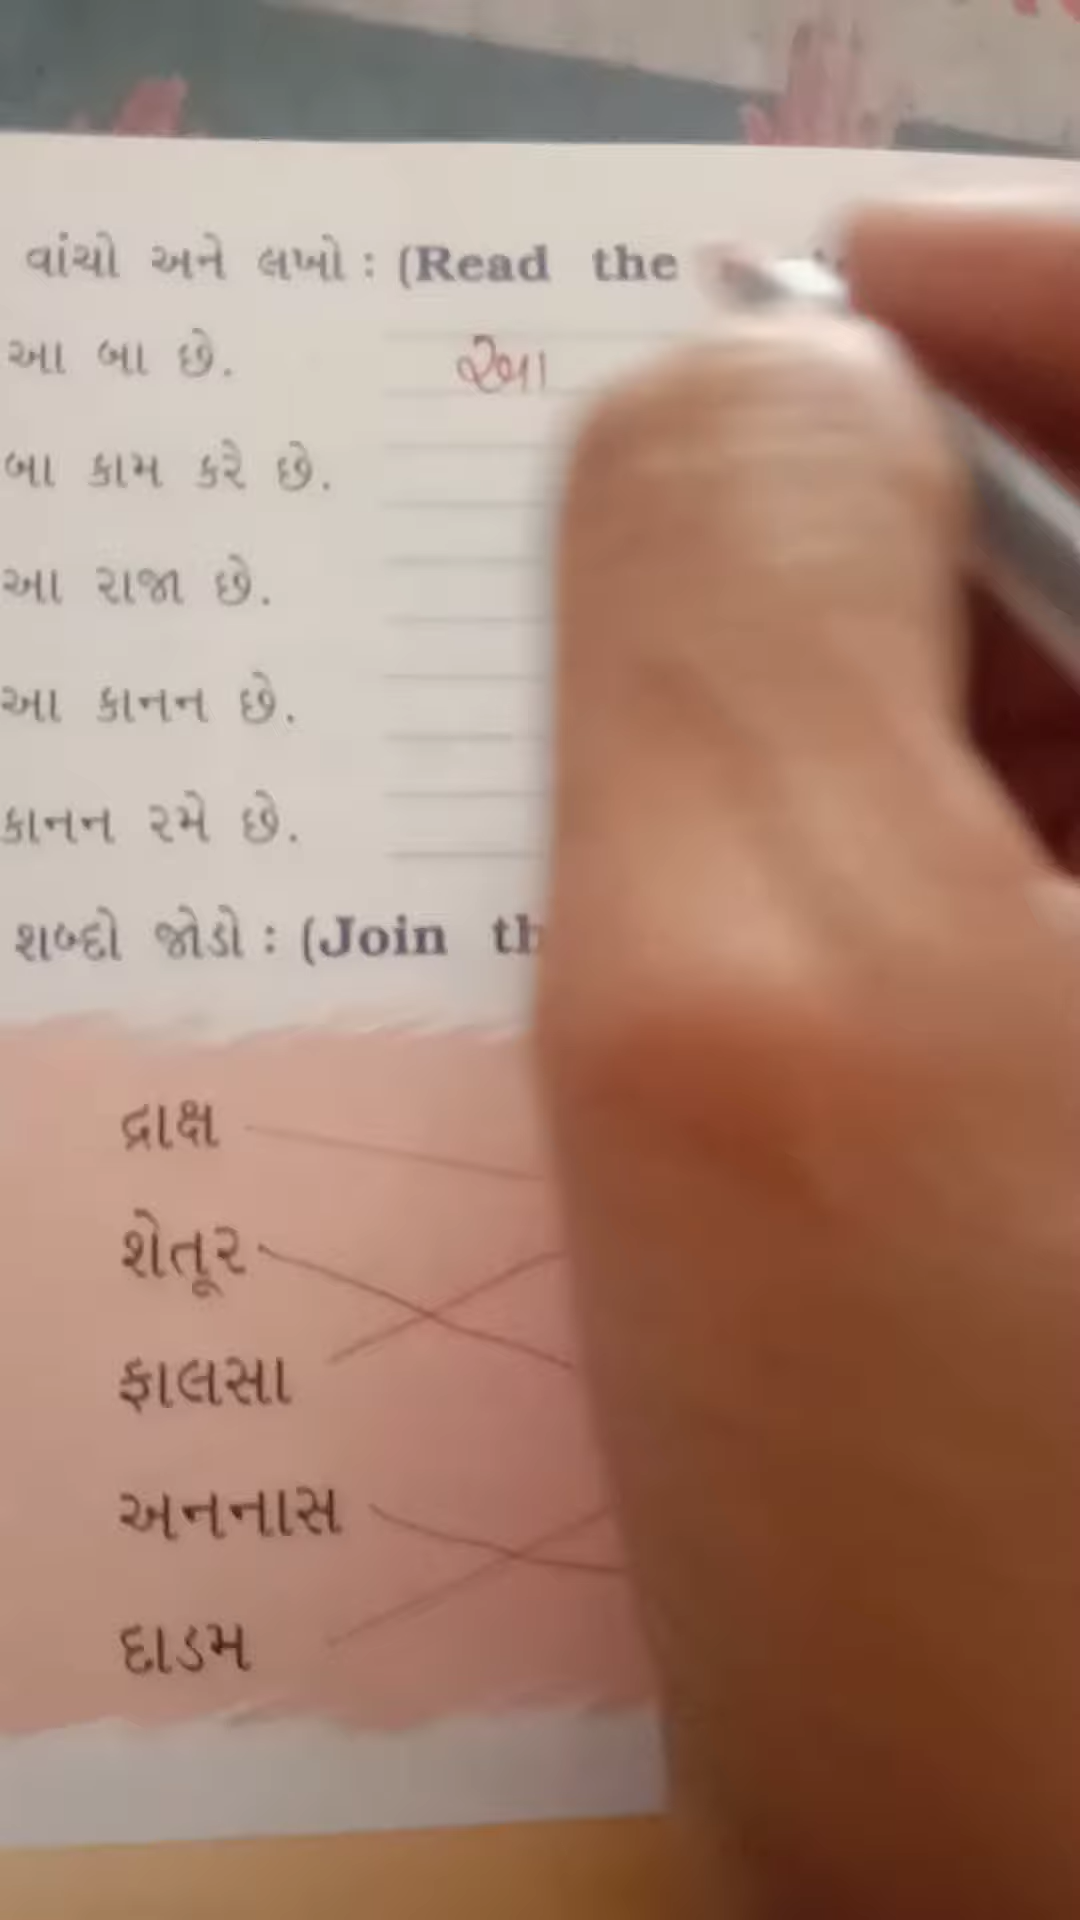 વાંચો અને લખો : (Read the
આ બા છે. આ
બા કામ કરે છે.
આ રાજા છે.
આ કાનન છે.
કાનન રમે છે.
શબ્દો જોડો : (Join
દ્રાક્ષ
શેતૂર
ફાલસા
અનનાસ
દાડમ